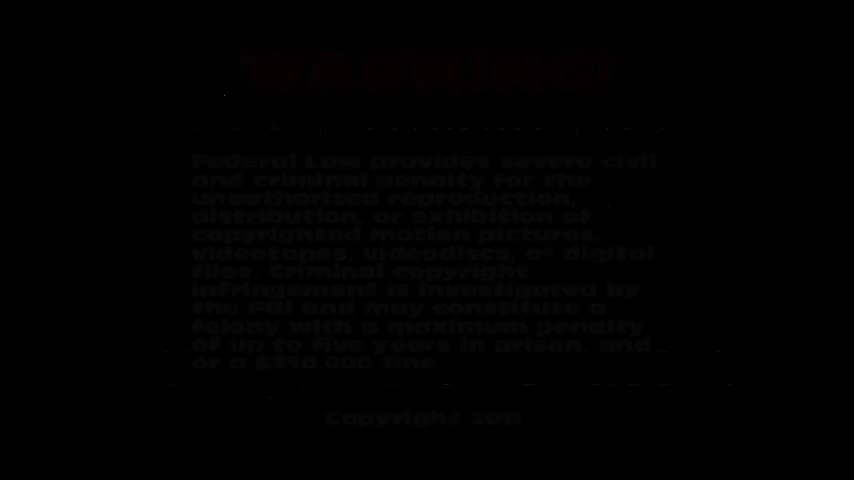 WARNING!
Federal Law provides severe civil
and criminal penalty for the
unauthorized reproduction,
distribution, or exhibition of
copyrighted motion pictures,
videotapes, videodiscs, or digital
files. Criminal copyright
infringement is investigated by
the FBI and may constitute a
felony with a maximum penalty
of up to five years in prison, and
or a $250,000 fine.
Copyright 2011